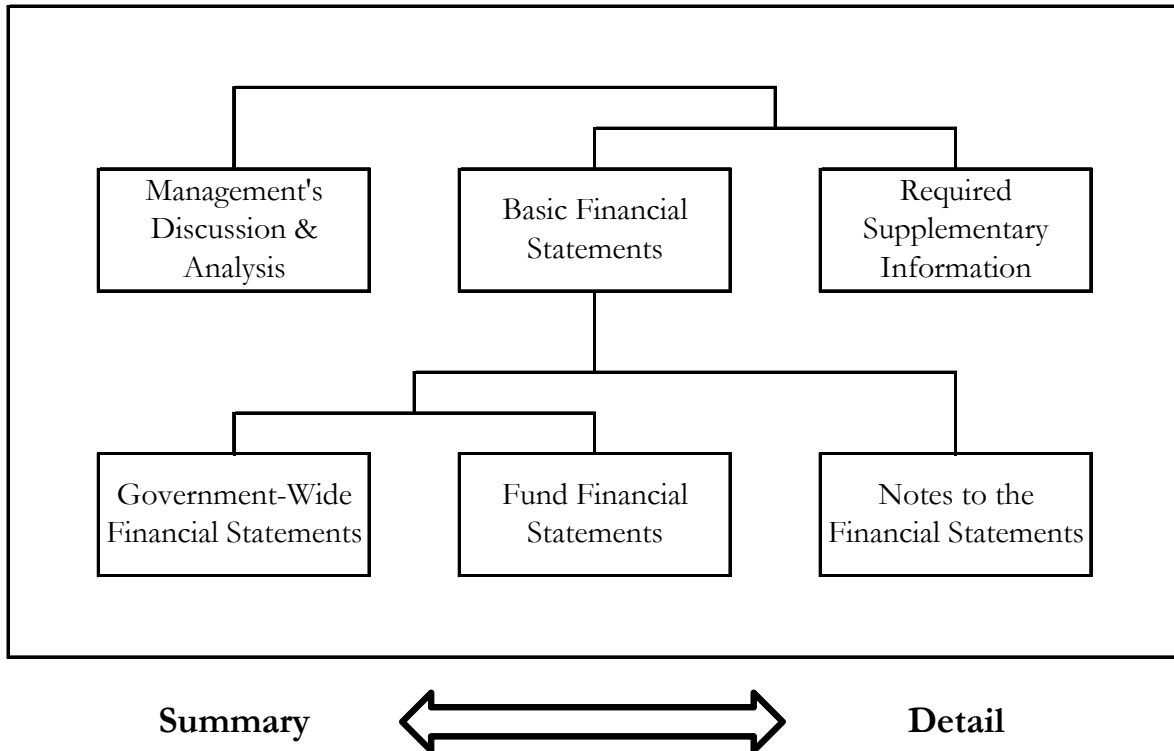 Management's
Discussion &
Analysis
Basic Financial
Statements
Required
Supplementary
Information
Government-Wide
Financial Statements
Fund Financial
Statements
Notes to the
Financial Statements
Summary
Detail